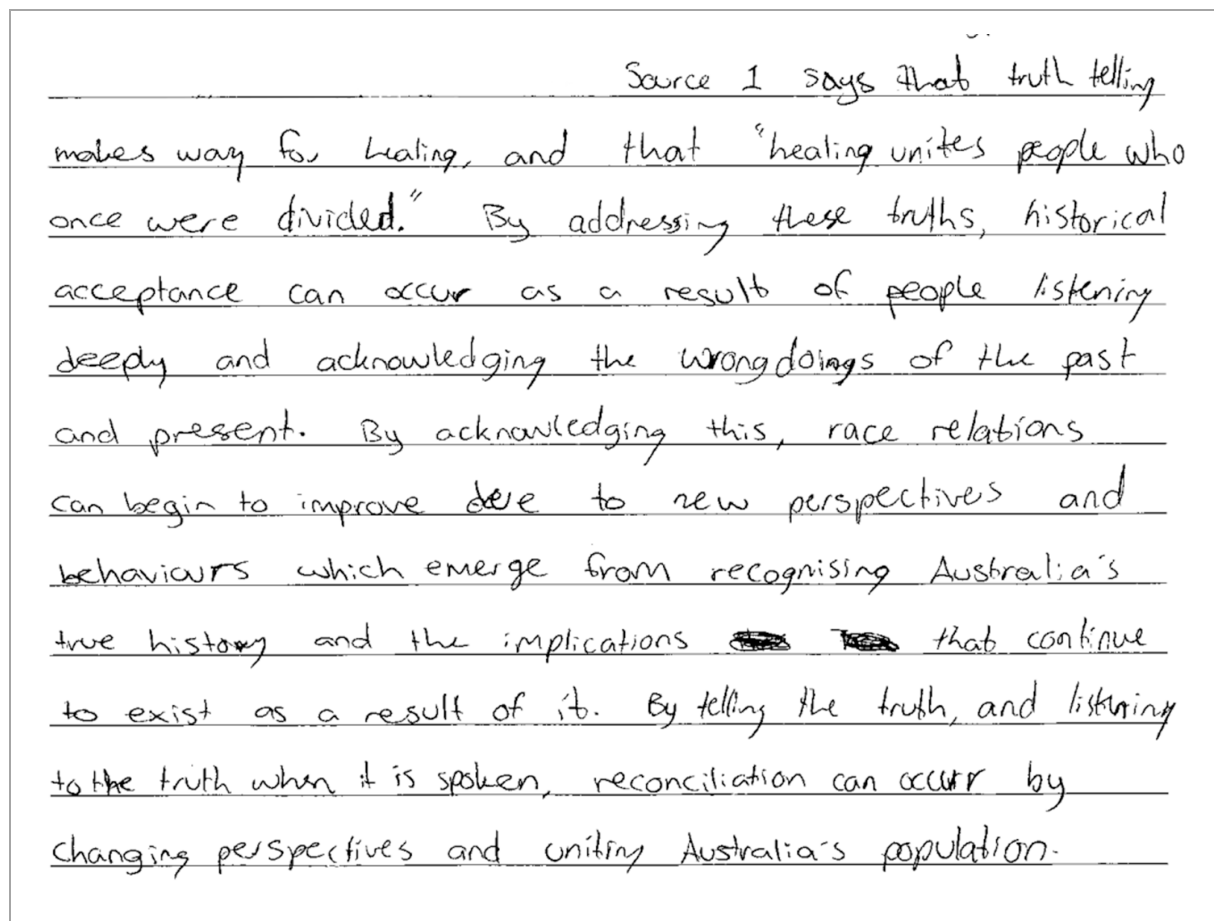 Source 1 says that truth telling
makes way for healing, and that "healing unites people who
once were divided." By addressing these truths, historical
acceptance can occur as a result of people listening
deeply and acknowledging the wrongdoings of the past
and present. By acknowledging this, race relations
can begin to improve due to new perspectives and
behaviours which emerge from recognising Australia's
true history and the implications that continue
to exist as a result of it. By telling the truth, and listening
to the truth when it is spoken, reconciliation can occurr by
changing perspectives and uniting Australia's population.